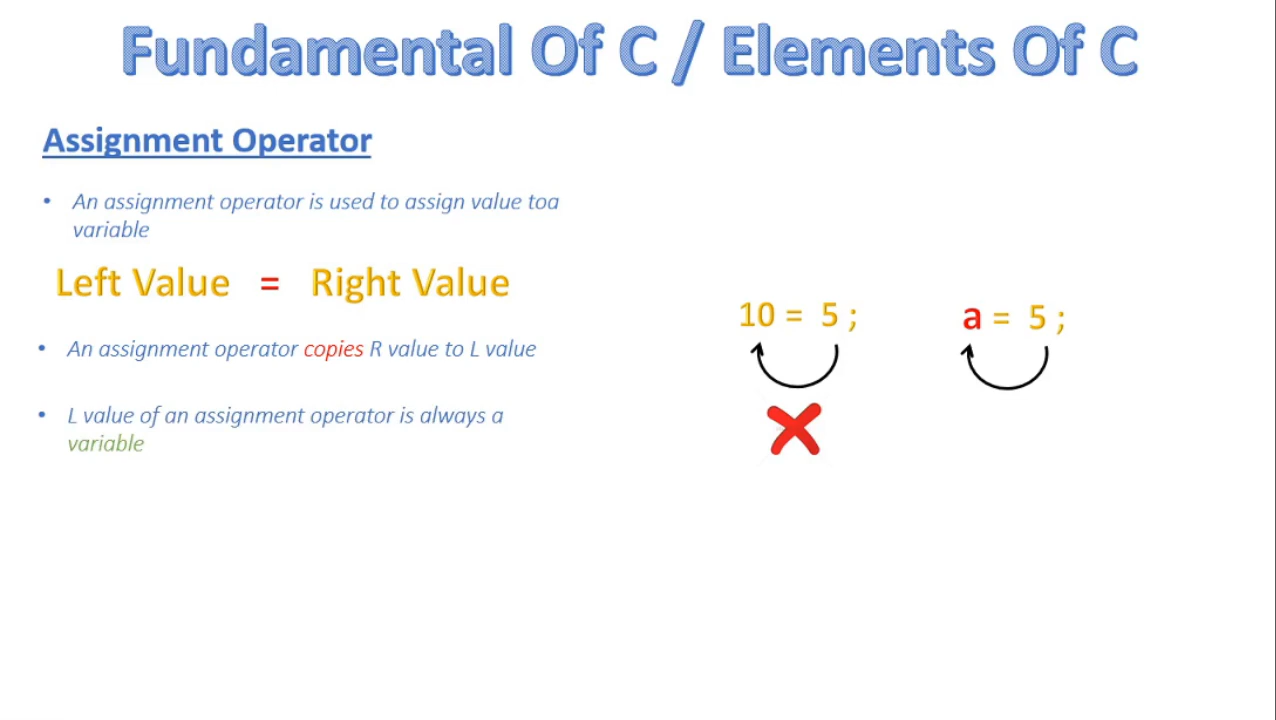 Fundamental Of C / Elements Of C
Assignment Operator
• An assignment operator is used to assign value toa
variable
Left Value = Right Value
• An assignment operator copies R value to L value
• L value of an assignment operator is always a
variable
10 = 5 ;
a = 5 ;